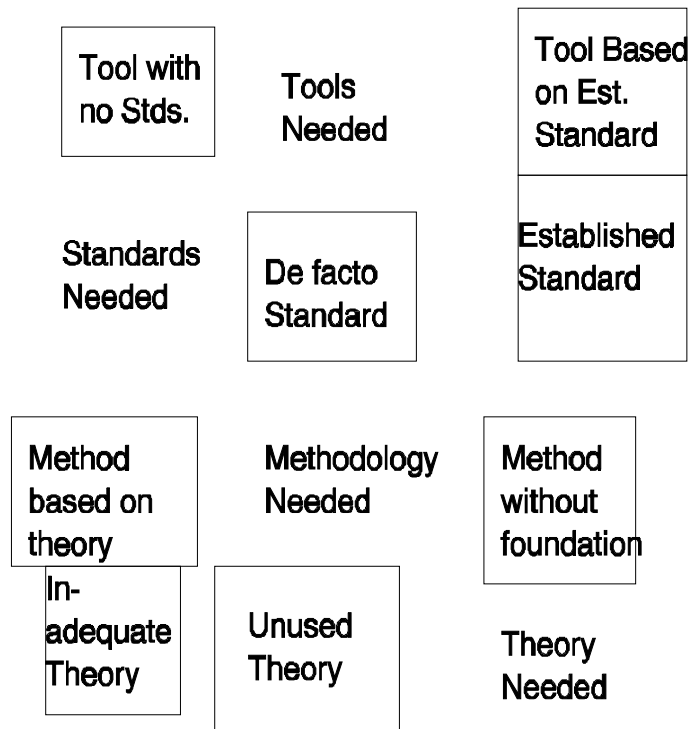 Tool with
no Stds.
Tools
Needed
Tool Based
on Est.
Standard
Standards
Needed
De facto
Standard
Established
Standard
Method
based on
theory
Methodology
Needed
Method
without
foundation
In-
adequate
Theory
Unused
Theory
Theory
Needed